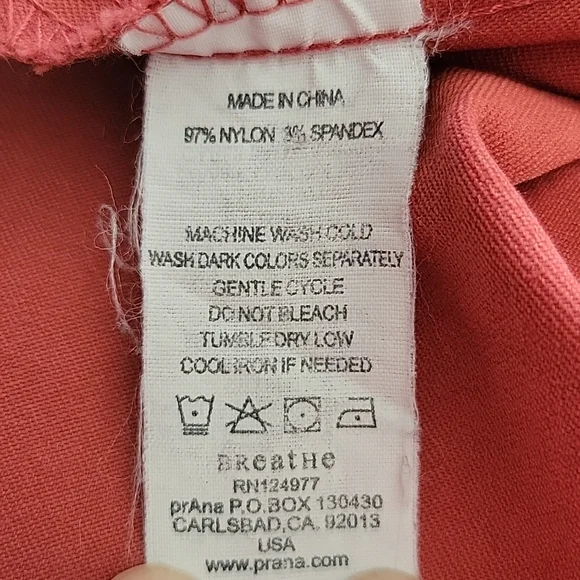 MADE IN CHINA
97% NYLON 3% SPANDEX
MACHINE WASH COLD
WASH DARK COLORS SEPARATELY
GENTLE CYCLE
DO NOT BLEACH
TUMBLE DRY LOW
COOL IRON IF NEEDED
BReatHe
RN124977
prAna P.O.BOX 130430
CARLSBAD,CA. 92013
USA
www.prana.com